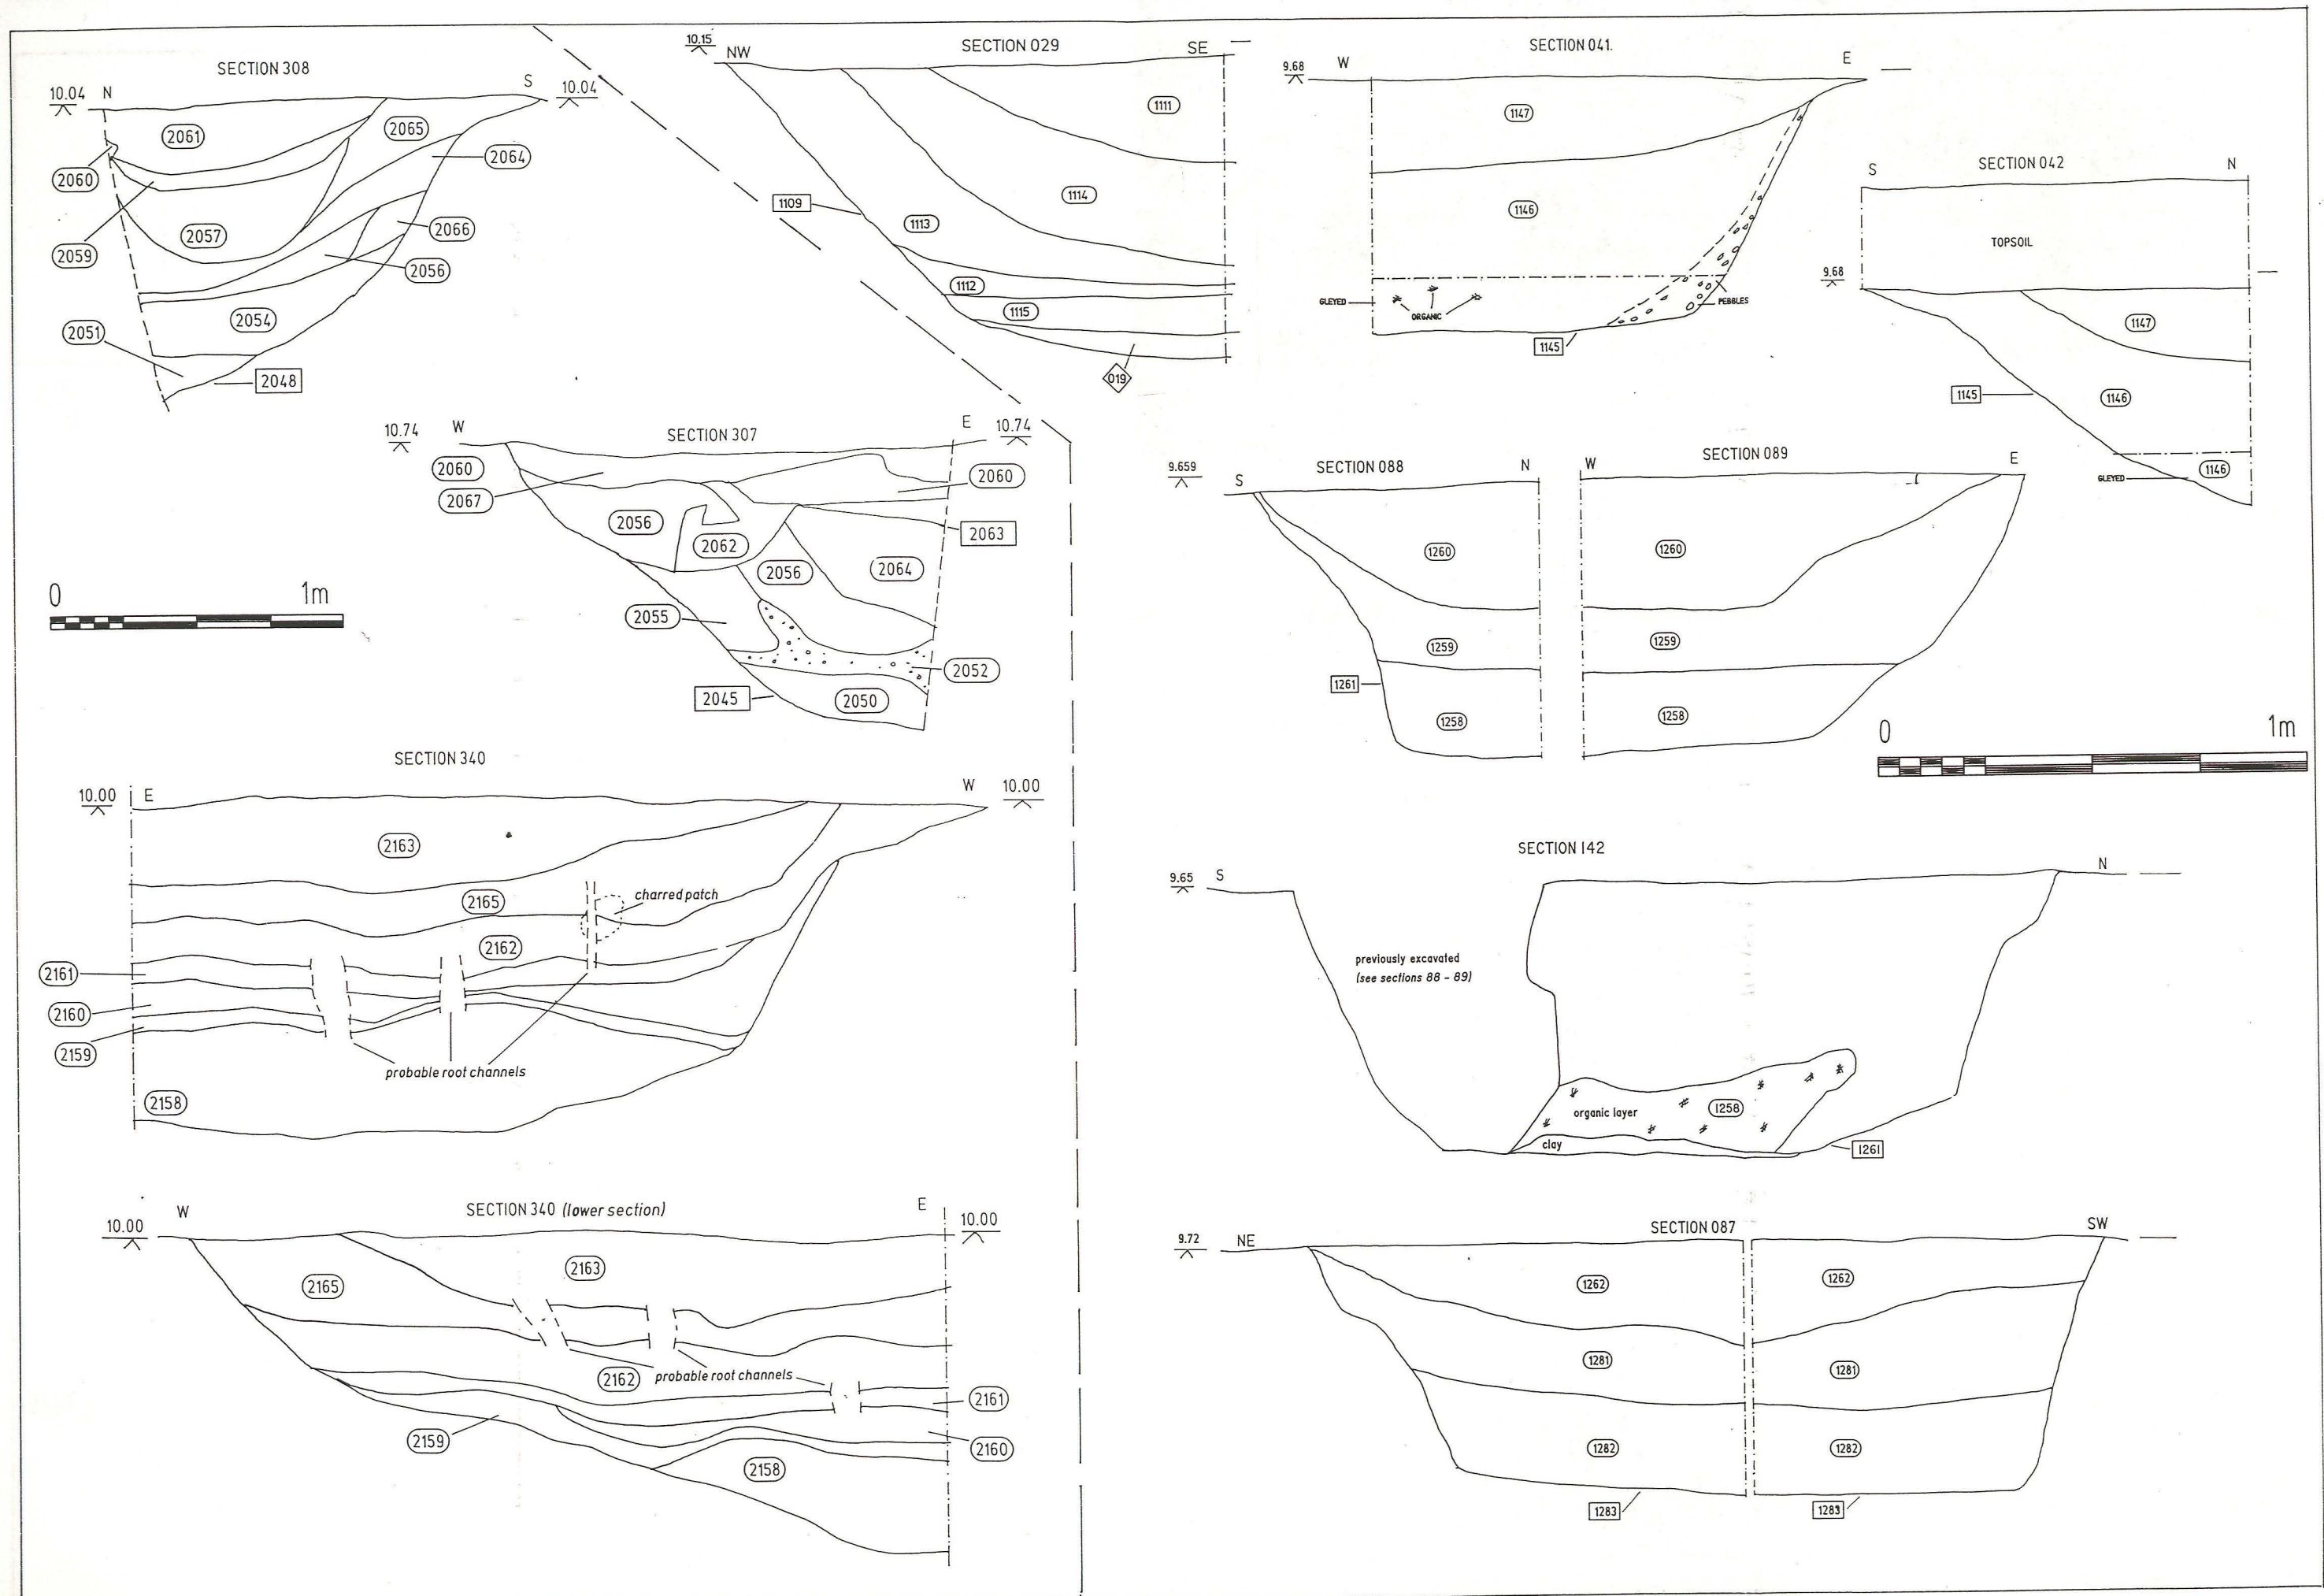 SECTION 308
10.04 N
S 10.04
2061
2065
2064
2060
2059
2057
2066
2056
2054
2051
2048
10.15 NW
SECTION 029
SE
1111
1109
1113
1114
1112
1115
019
SECTION 041.
9.68 W
E
1147
1146
GLEYED
ORGANIC
PEBBLES
1145
SECTION 042
S
N
TOPSOIL
9.68
1147
1145
1146
1146
GLEYED
SECTION 307
10.74 W
E 10.74
2060
2067
2060
2056
2062
2063
2056
2064
2055
2052
2045
2050
0 1m
SECTION 088
9.659 S
N
1260
1259
1261
1258
SECTION 089
W
E
1260
1259
1258
0 1m
SECTION 340
10.00 E
W 10.00
2163
2165
charred patch
2162
2161
2160
2159
probable root channels
2158
SECTION 142
9.65 S
N
previously excavated
(see sections 88 - 89)
organic layer
1258
clay
1261
SECTION 340 (lower section)
10.00 W
E 10.00
2163
2165
2162
probable root channels
2161
2159
2160
2158
SECTION 087
9.72 NE
SW
1262
1262
1281
1281
1282
1282
1283
1283